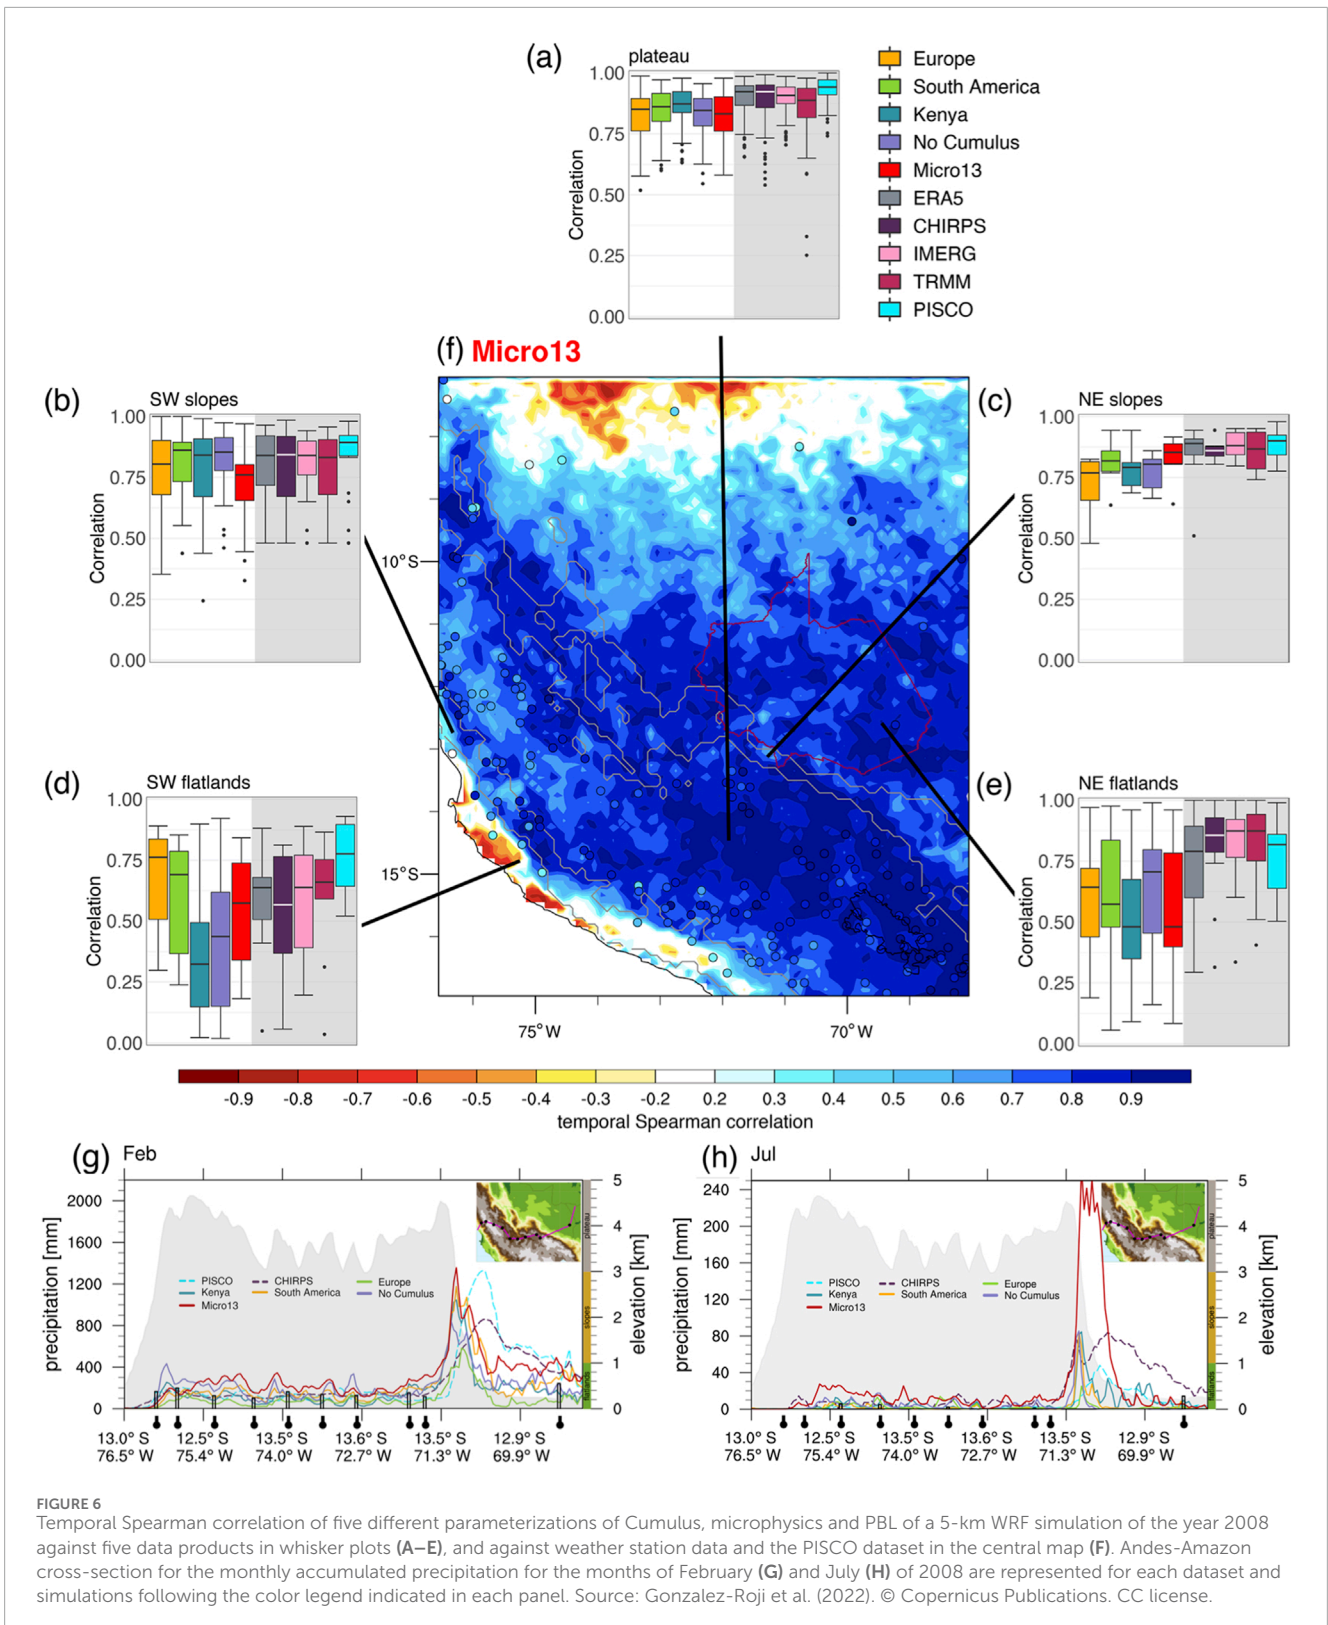 (a) plateau
Correlation
1.00
0.75
0.50
0.25
0.00
Europe
South America
Kenya
No Cumulus
Micro13
ERA5
CHIRPS
IMERG
TRMM
PISCO
(f) Micro13
(b) SW slopes
Correlation
1.00
0.75
0.50
0.25
0.00
(c) NE slopes
Correlation
1.00
0.75
0.50
0.25
0.00
(d) SW flatlands
Correlation
1.00
0.75
0.50
0.25
0.00
(e) NE flatlands
Correlation
1.00
0.75
0.50
0.25
0.00
10°S
15°S
75°W 70°W
-0.9 -0.8 -0.7 -0.6 -0.5 -0.4 -0.3 -0.2 0.2 0.3 0.4 0.5 0.6 0.7 0.8 0.9
temporal Spearman correlation
(g) Feb
precipitation [mm]
2000
1600
1200
800
400
0
PISCO CHIRPS Europe
Kenya South America No Cumulus
Micro13
5
4
3
2
1
0
plateau
slopes
flatlands
elevation [km]
13.0° S 12.5° S 13.5° S 13.6° S 13.5° S 12.9° S
76.5° W 75.4° W 74.0° W 72.7° W 71.3° W 69.9° W
(h) Jul
precipitation [mm]
240
200
160
120
80
40
0
PISCO CHIRPS Europe
Kenya South America No Cumulus
Micro13
5
4
3
2
1
0
plateau
slopes
flatlands
elevation [km]
13.0° S 12.5° S 13.5° S 13.6° S 13.5° S 12.9° S
76.5° W 75.4° W 74.0° W 72.7° W 71.3° W 69.9° W
FIGURE 6
Temporal Spearman correlation of five different parameterizations of Cumulus, microphysics and PBL of a 5-km WRF simulation of the year 2008
against five data products in whisker plots (A–E), and against weather station data and the PISCO dataset in the central map (F). Andes-Amazon
cross-section for the monthly accumulated precipitation for the months of February (G) and July (H) of 2008 are represented for each dataset and
simulations following the color legend indicated in each panel. Source: Gonzalez-Roji et al. (2022). © Copernicus Publications. CC license.